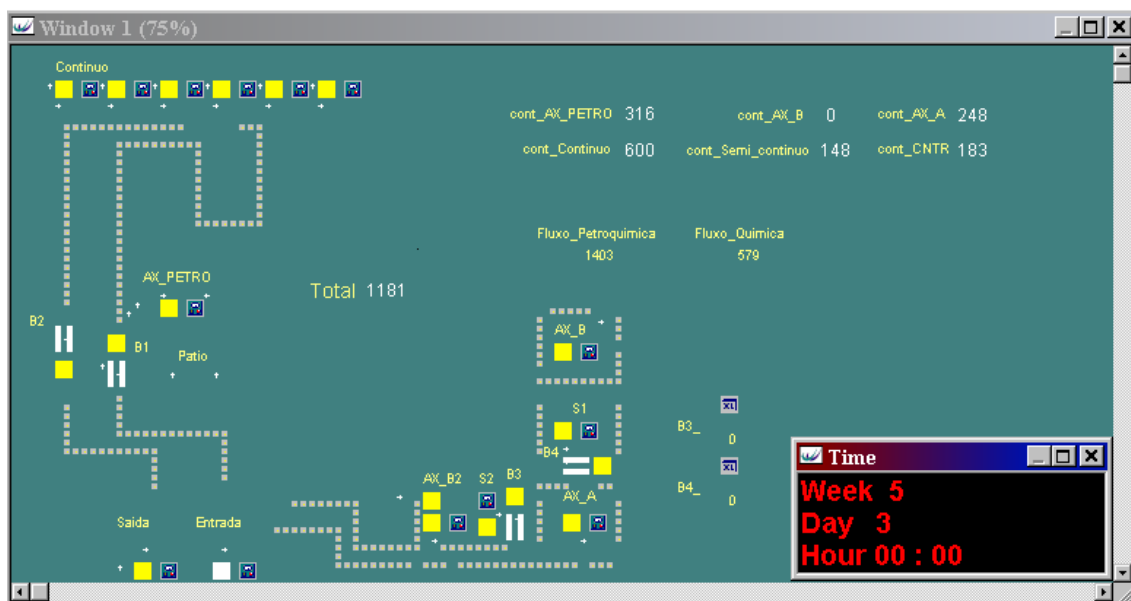 Window 1 (75%)
Continuo
cont_AX_PETRO 316 cont_AX_B 0 cont_AX_A 248
cont_Continuo 600 cont_Semi_continuo 148 cont_CNTR 183
Fluxo_Petroquimica Fluxo_Quimica
1403 579
AX_PETRO
Total 1181
B2
B1
Patio
AX_B
S1
B3_
0
B4
AX_B2 S2 B3
AX_A
B4_
0
Saida Entrada
XL
XL
Time
Week 5
Day 3
Hour 00 : 00